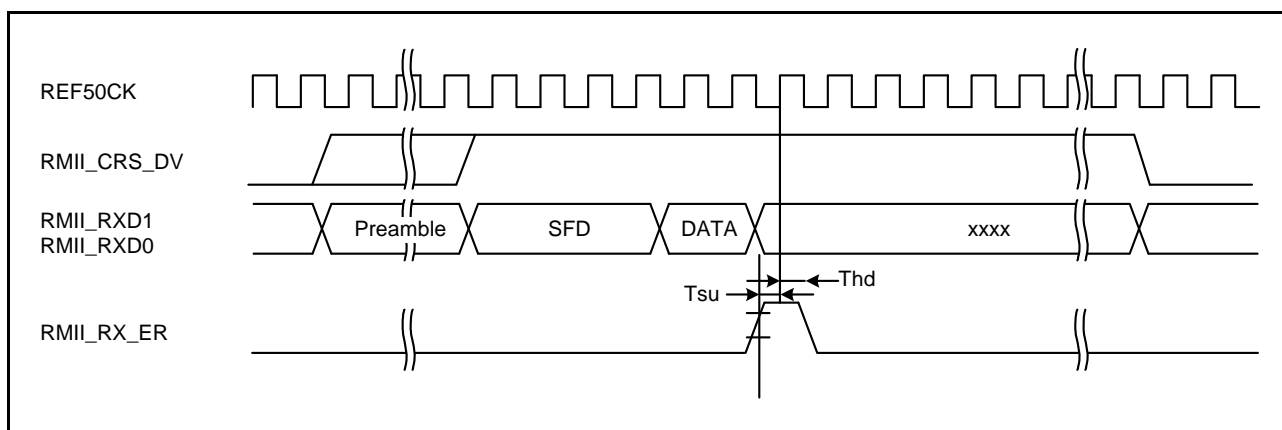 REF50CK
RMII_CRS_DV
RMII_RXD1
RMII_RXD0
Preamble
SFD
DATA
xxxx
Tsu
Thd
RMII_RX_ER